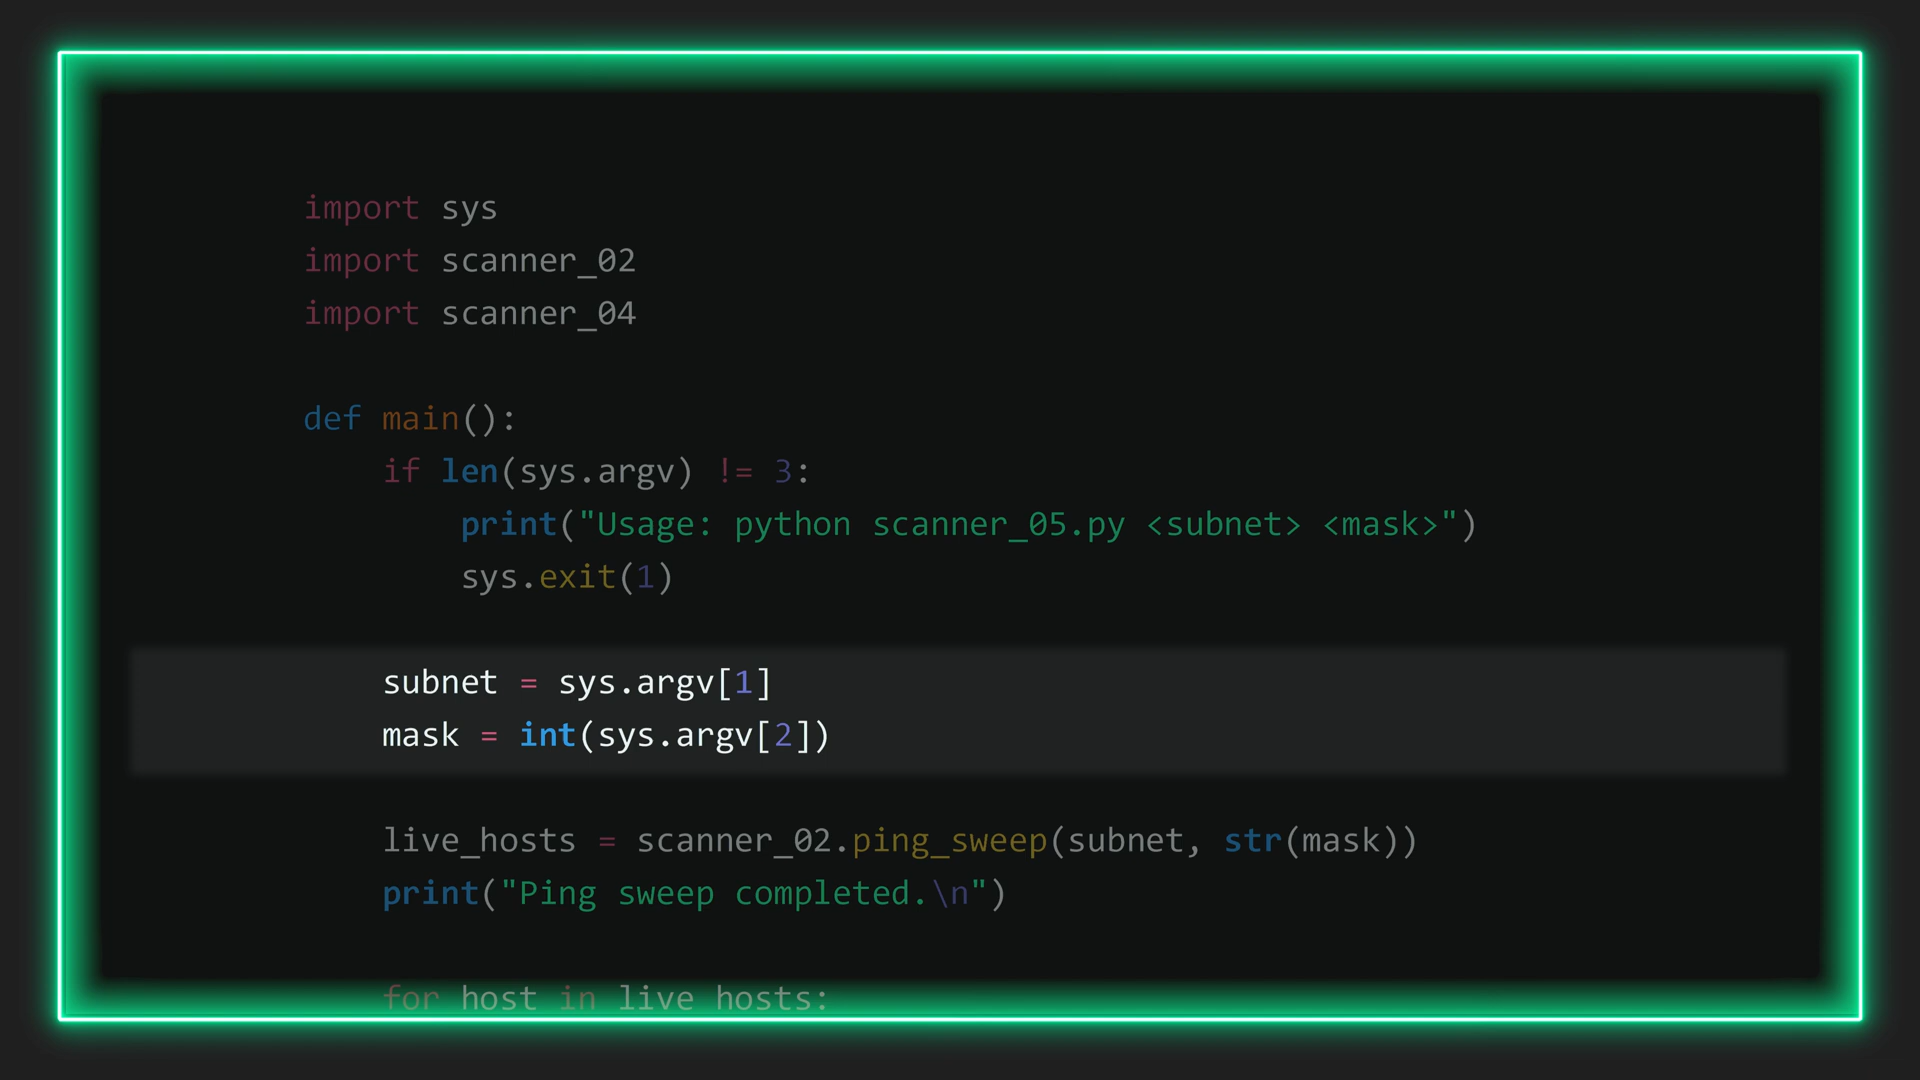 import sys
import scanner_02
import scanner_04
def main():
if len(sys.argv) != 3:
print("Usage: python scanner_05.py <subnet> <mask>")
sys.exit(1)
subnet = sys.argv[1]
mask = int(sys.argv[2])
live_hosts = scanner_02.ping_sweep(subnet, str(mask))
print("Ping sweep completed.\n")
for host in live hosts: